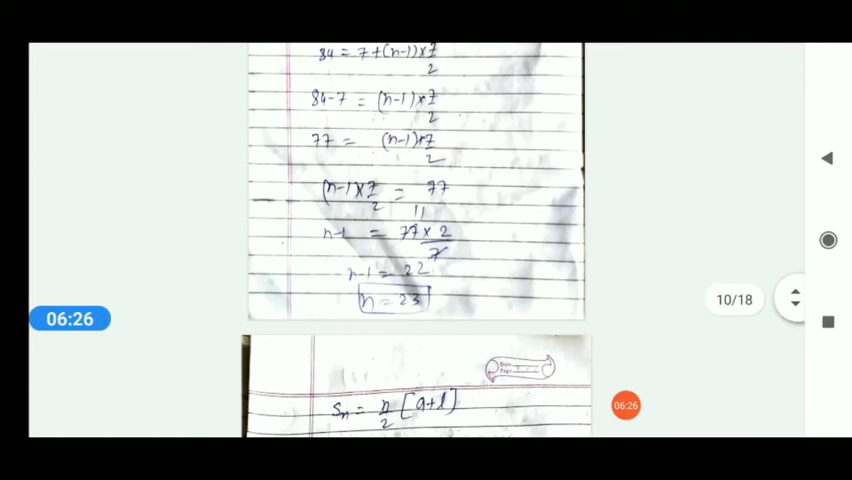 84 = 7+(n-1)×7/2
84-7 = (n-1)×7/2
77 = (n-1)×7/2
(n-1)×7/2 = 77
11
n-1 = 77×2/7
n-1 = 22
n = 23
10/18
06:26
Sn = n/2 [a+l]
06:26